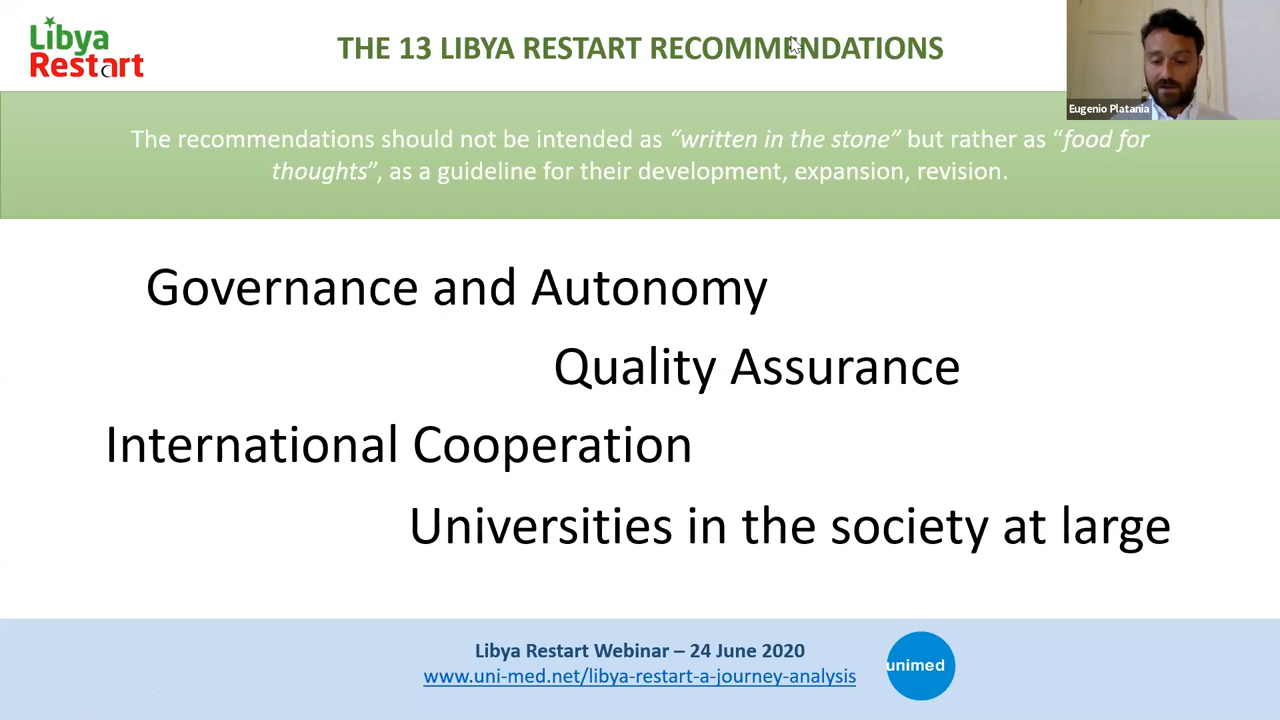 Libya
Restart
THE 13 LIBYA RESTART RECOMMENDATIONS
Eugenio Platania
The recommendations should not be intended as “written in the stone” but rather as “food for
thoughts”, as a guideline for their development, expansion, revision.
Governance and Autonomy
Quality Assurance
International Cooperation
Universities in the society at large
Libya Restart Webinar – 24 June 2020
www.uni-med.net/libya-restart-a-journey-analysis
unimed